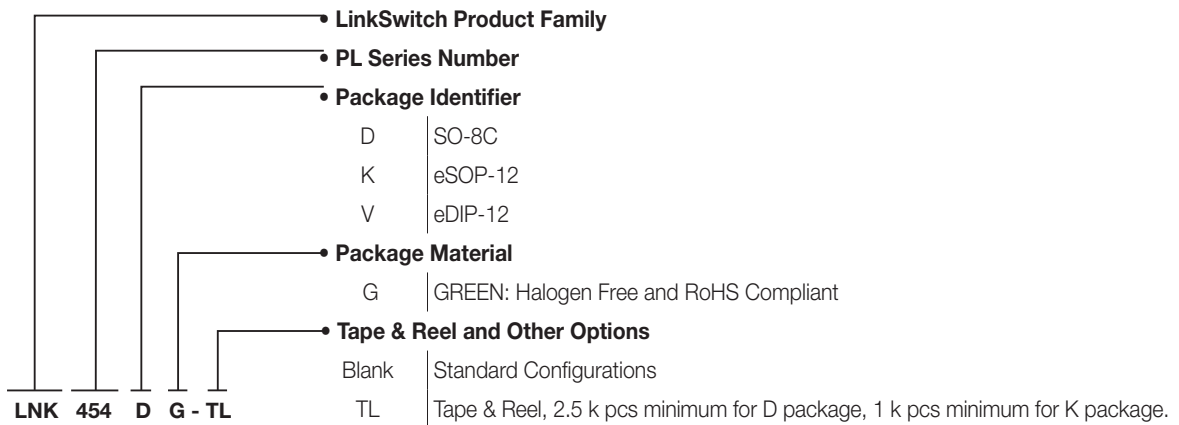 • LinkSwitch Product Family
• PL Series Number
• Package Identifier
D SO-8C
K eSOP-12
V eDIP-12
• Package Material
G GREEN: Halogen Free and RoHS Compliant
• Tape & Reel and Other Options
Blank Standard Configurations
TL Tape & Reel, 2.5 k pcs minimum for D package, 1 k pcs minimum for K package.
LNK 454 D G - TL